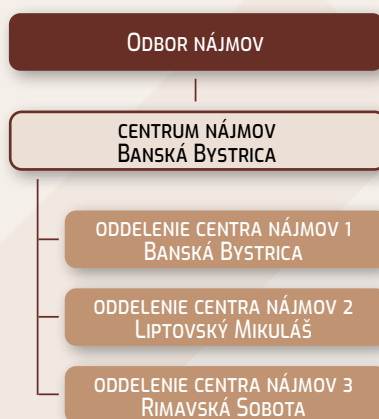 Odbor nájmov
centrum nájmov
Banská Bystrica
oddelenie centra nájmov 1
Banská Bystrica
oddelenie centra nájmov 2
Liptovský Mikuláš
oddelenie centra nájmov 3
Rimavská Sobota